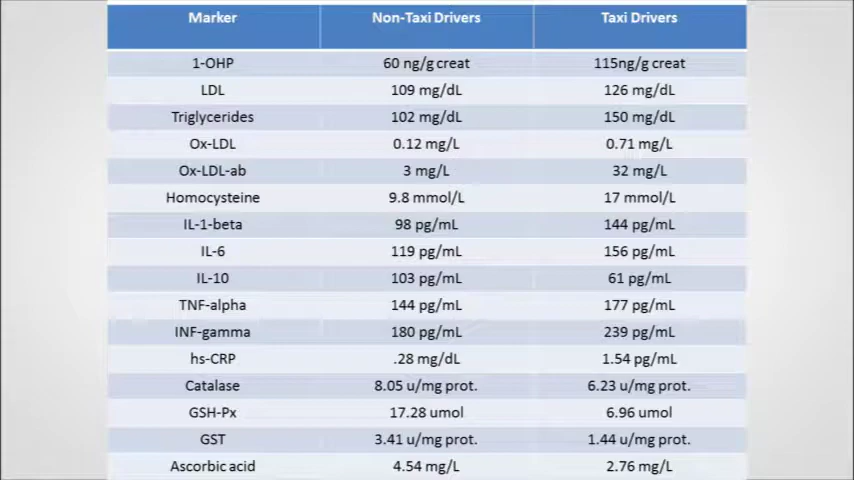 Marker Non-Taxi Drivers Taxi Drivers
1-OHP 60 ng/g creat 115ng/g creat
LDL 109 mg/dL 126 mg/dL
Triglycerides 102 mg/dL 150 mg/dL
Ox-LDL 0.12 mg/L 0.71 mg/L
Ox-LDL-ab 3 mg/L 32 mg/L
Homocysteine 9.8 mmol/L 17 mmol/L
IL-1-beta 98 pg/mL 144 pg/mL
IL-6 119 pg/mL 156 pg/mL
IL-10 103 pg/mL 61 pg/mL
TNF-alpha 144 pg/mL 177 pg/mL
INF-gamma 180 pg/mL 239 pg/mL
hs-CRP .28 mg/dL 1.54 pg/mL
Catalase 8.05 u/mg prot. 6.23 u/mg prot.
GSH-Px 17.28 umol 6.96 umol
GST 3.41 u/mg prot. 1.44 u/mg prot.
Ascorbic acid 4.54 mg/L 2.76 mg/L